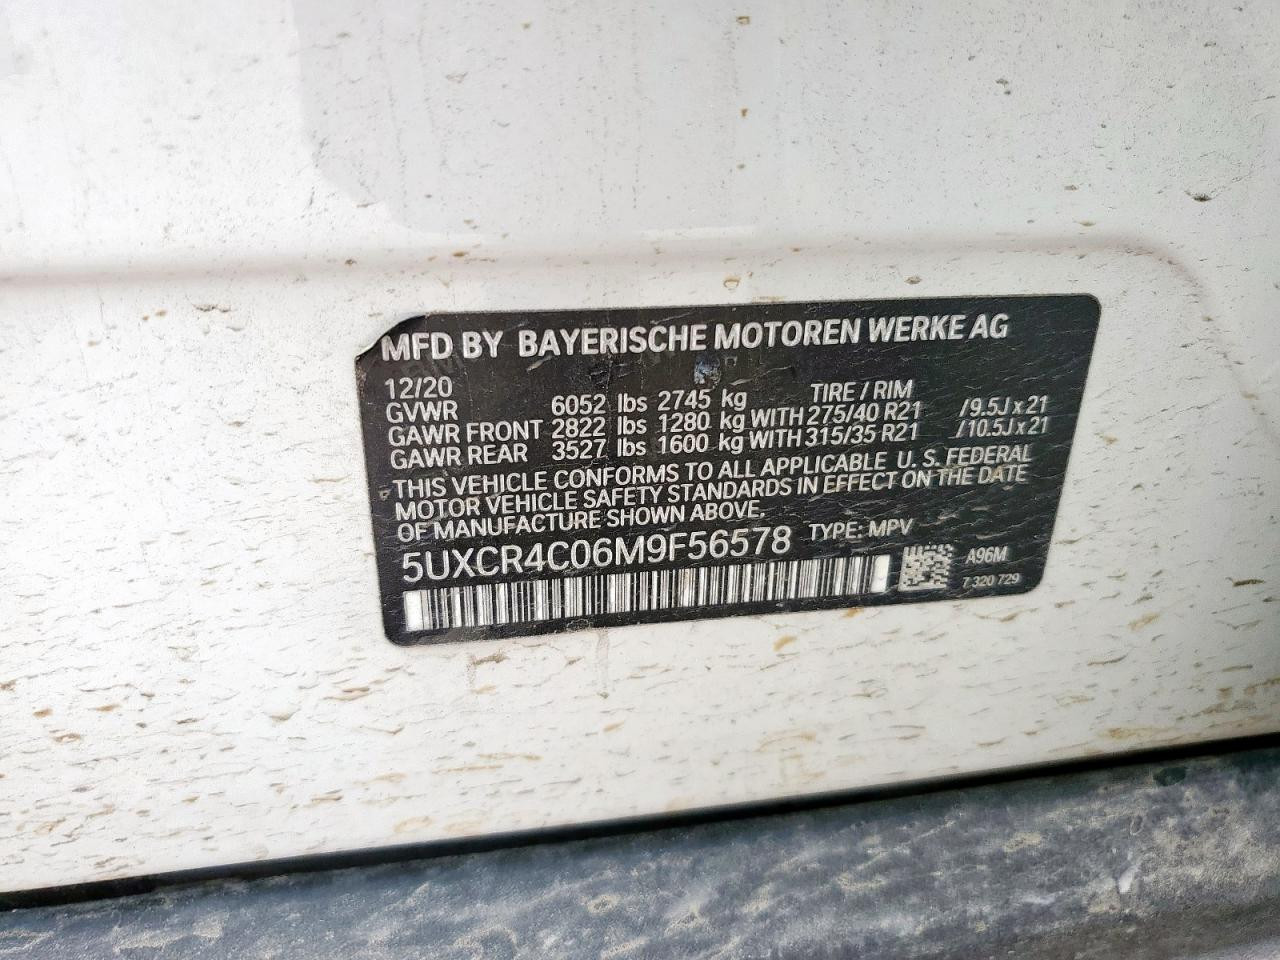 MFD BY BAYERISCHE MOTOREN WERKE AG
12/20 TIRE / RIM
GVWR 6052 lbs 2745 kg
GAWR FRONT 2822 lbs 1280 kg WITH 275/40 R21 /9.5J x 21
GAWR REAR 3527 lbs 1600 kg WITH 315/35 R21 /10.5J x 21
THIS VEHICLE CONFORMS TO ALL APPLICABLE U. S. FEDERAL
MOTOR VEHICLE SAFETY STANDARDS IN EFFECT ON THE DATE
OF MANUFACTURE SHOWN ABOVE.
5UXCR4C06M9F56578 TYPE: MPV
A96M
7 320 729